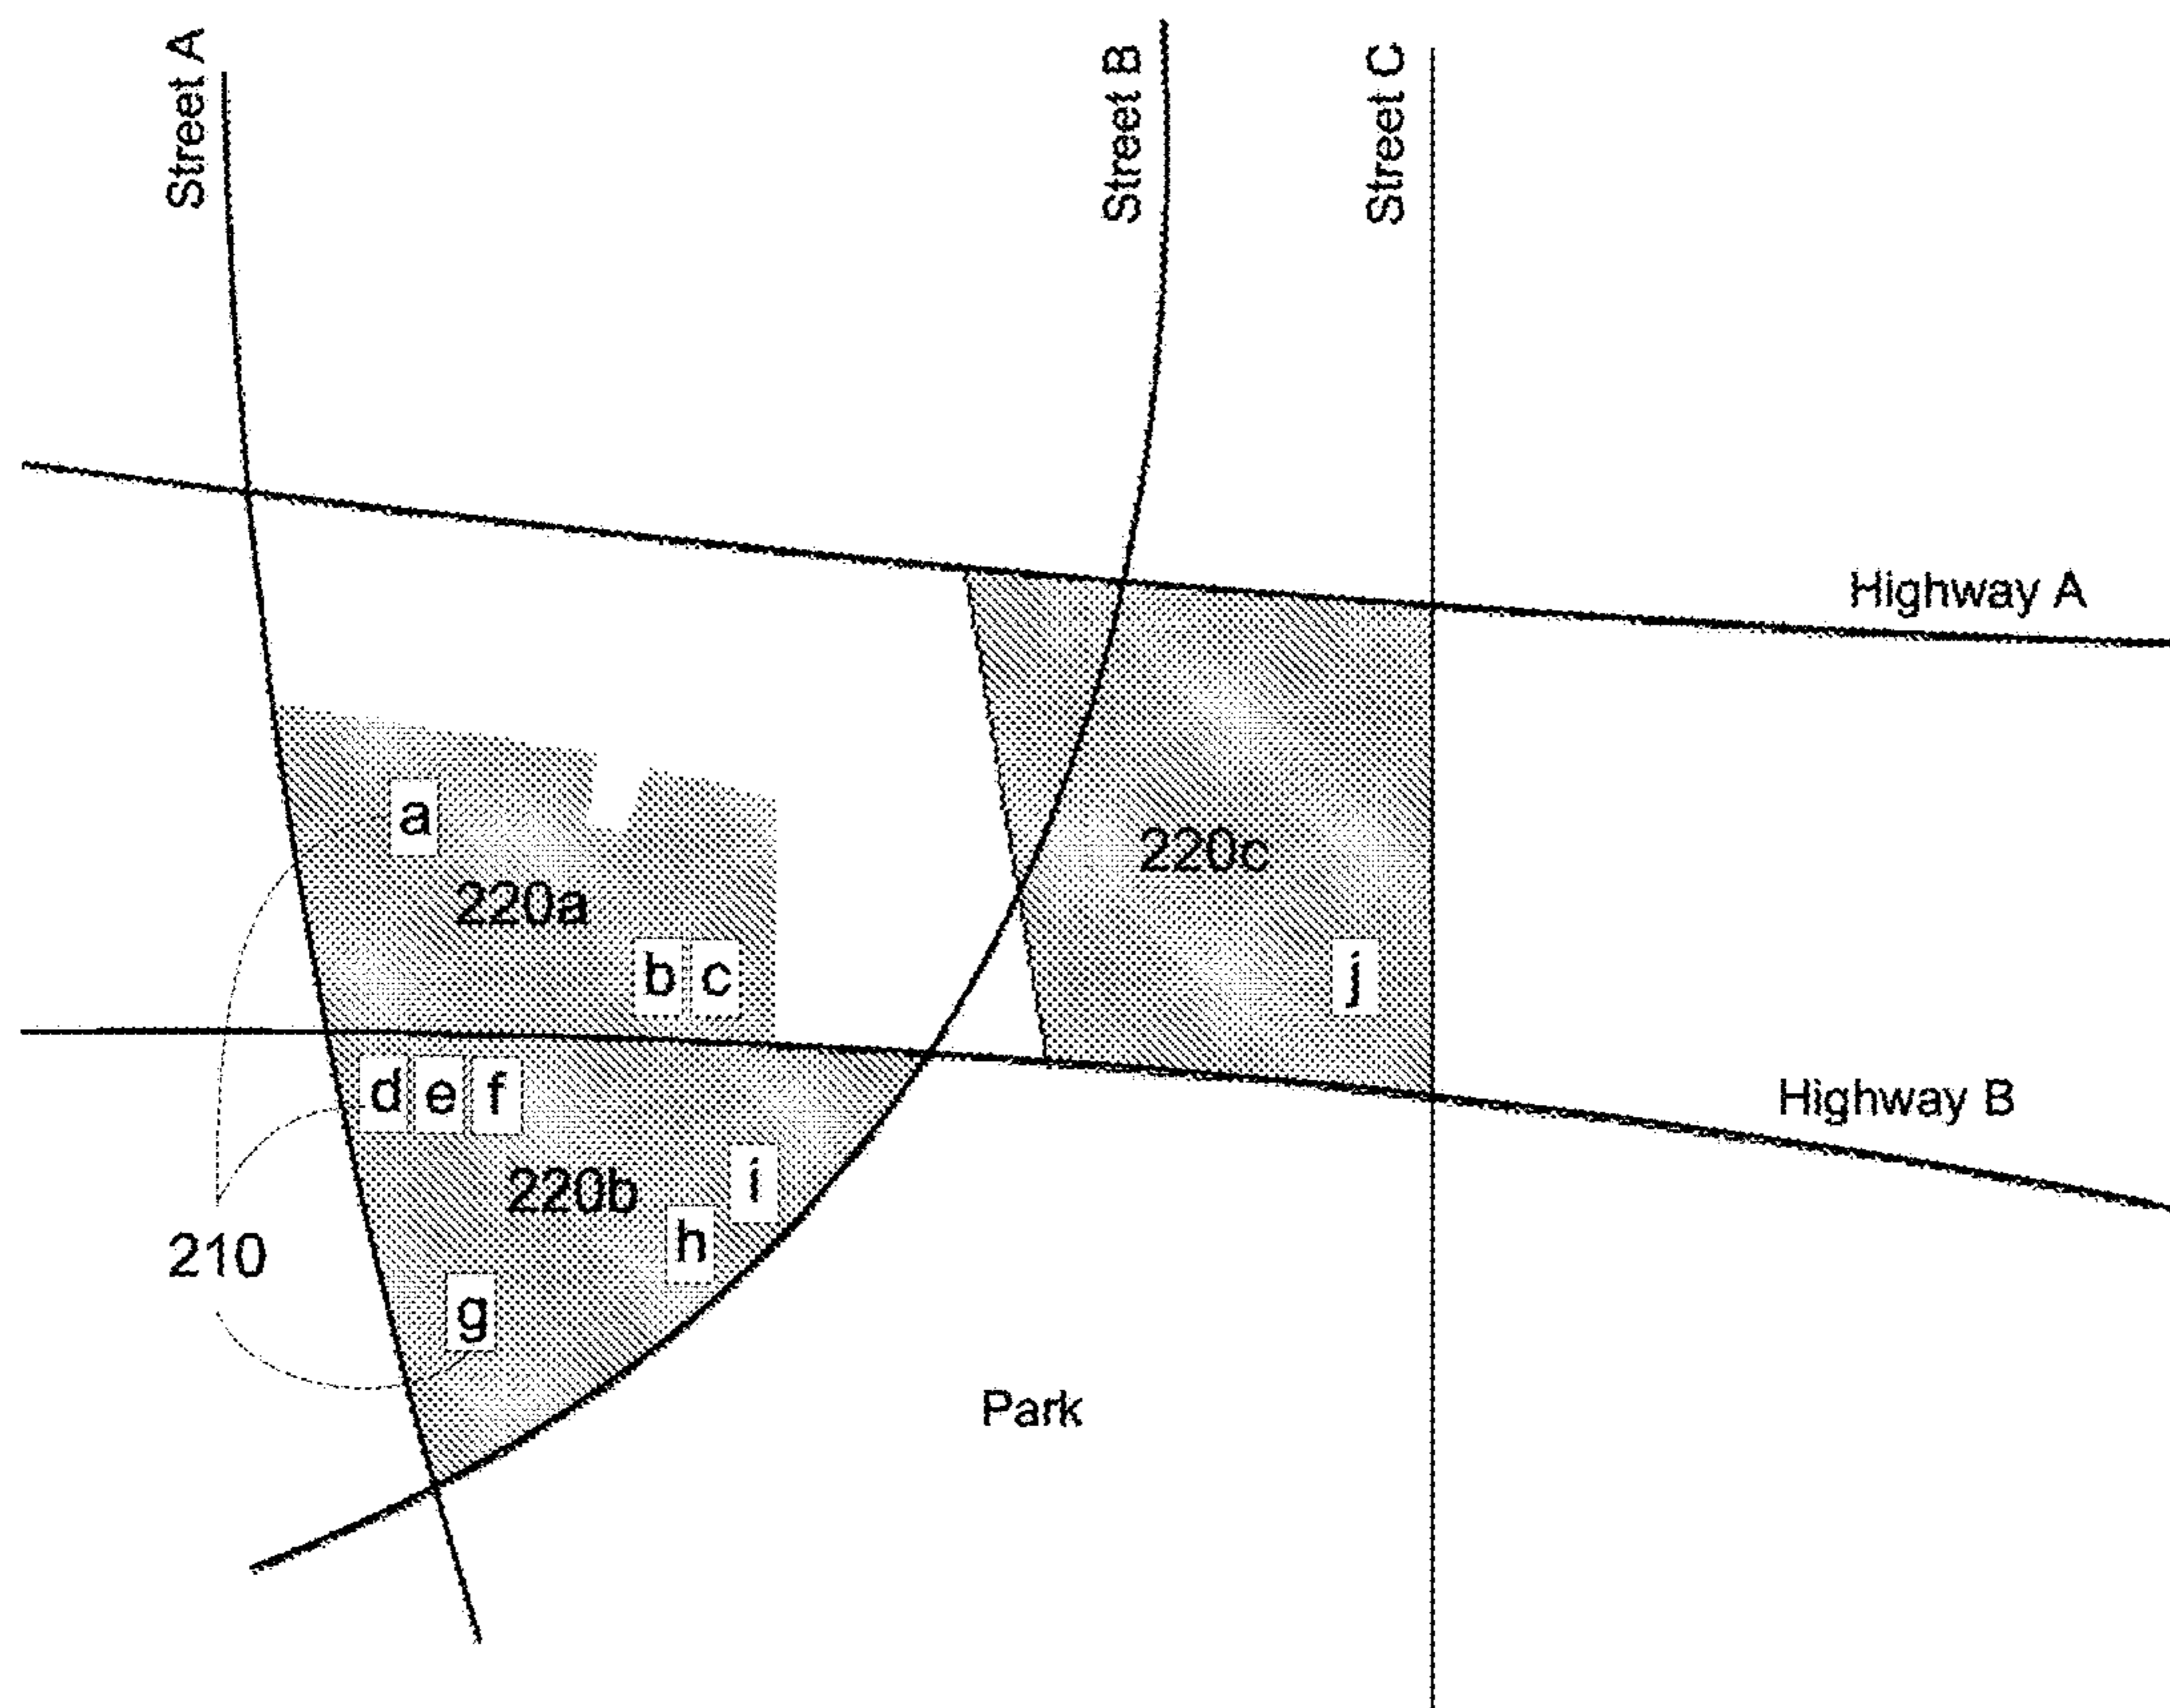 Street A
Street B
Street C
Highway A
a
220a
220c
b c
j
d e f
Highway B
i
220b
h
210
g
Park